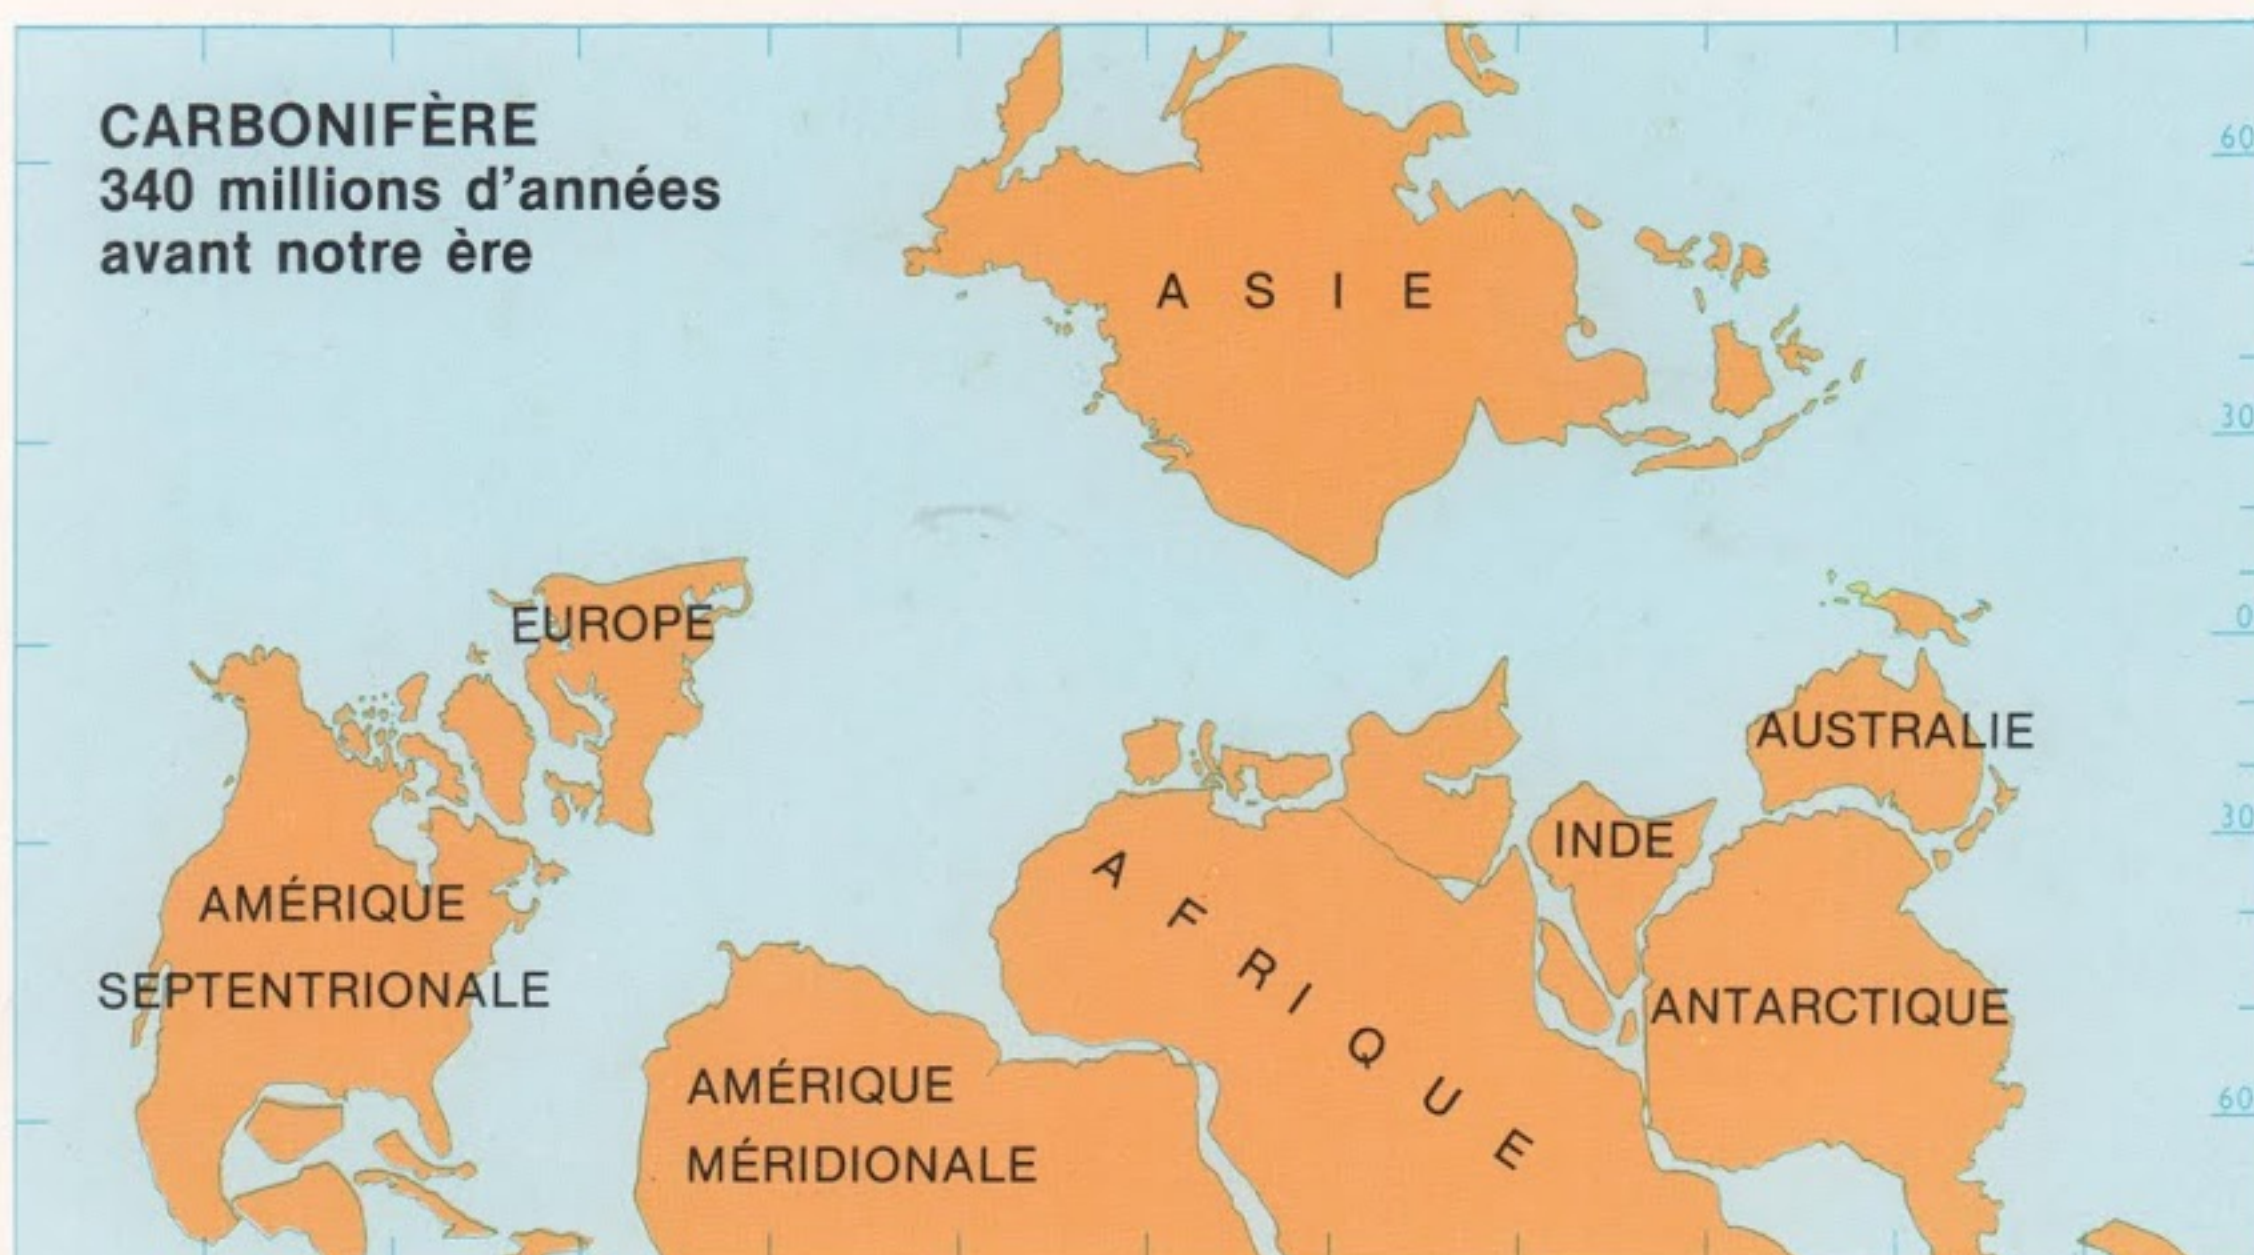 CARBONIFÈRE
340 millions d'années
avant notre ère
60
A S I E
30
EUROPE
0
AUSTRALIE
30
INDE
AFRIQUE
AMÉRIQUE
SEPTENTRIONALE
ANTARCTIQUE
AMÉRIQUE
MÉRIDIONALE
60